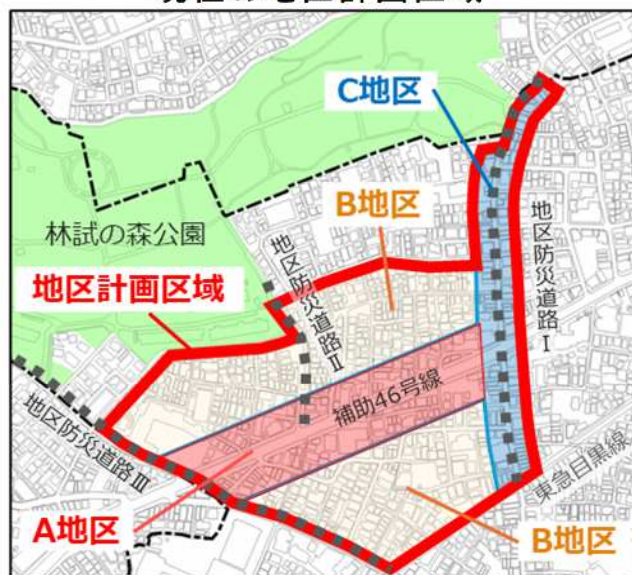 C地区
B地区
林試の森公園
地区計画区域
地区防災道路Ⅱ
地区防災道路Ⅰ
補助46号線
地区防災道路Ⅲ
東急目黒線
A地区
B地区